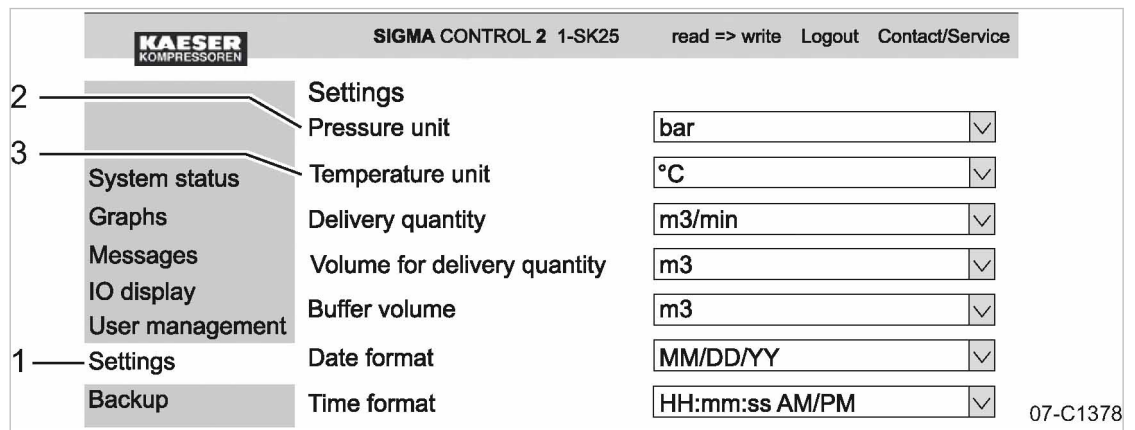 KAESER
KOMPRESSOREN
SIGMA CONTROL 2 1-SK25 read => write Logout Contact/Service
2
3
1
System status
Graphs
Messages
IO display
User management
Settings
Backup
Settings
Pressure unit bar
Temperature unit °C
Delivery quantity m3/min
Volume for delivery quantity m3
Buffer volume m3
Date format MM/DD/YY
Time format HH:mm:ss AM/PM
07-C1378